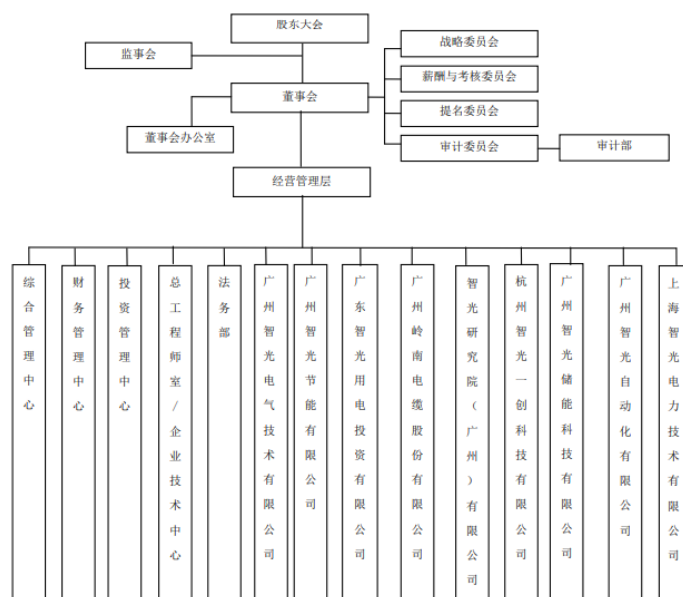 股东大会
监事会
战略委员会
薪酬与考核委员会
董事会
提名委员会
董事会办公室
审计委员会
审计部
经营管理层
综合管理中心
财务管理中心
投资管理中心
总工程师室/企业技术中心
法务部
广州智光电气技术有限公司
广州智光节能有限公司
广东智光用电投资有限公司
广州岭南电缆股份有限公司
智光研究院（广州）有限公司
杭州智光一创科技有限公司
广州智光储能科技有限公司
广州智光自动化有限公司
上海智光电力技术有限公司